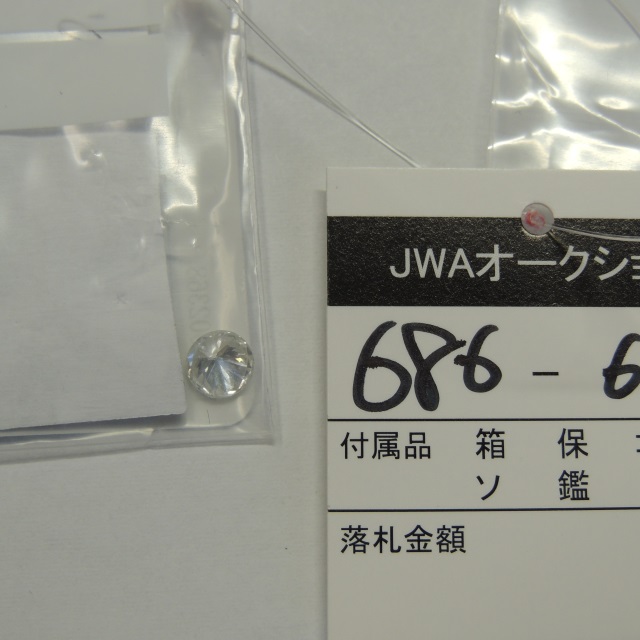 JWAオークショ
686 - 6
付属品 箱 保
ソ 鑑
落札金額